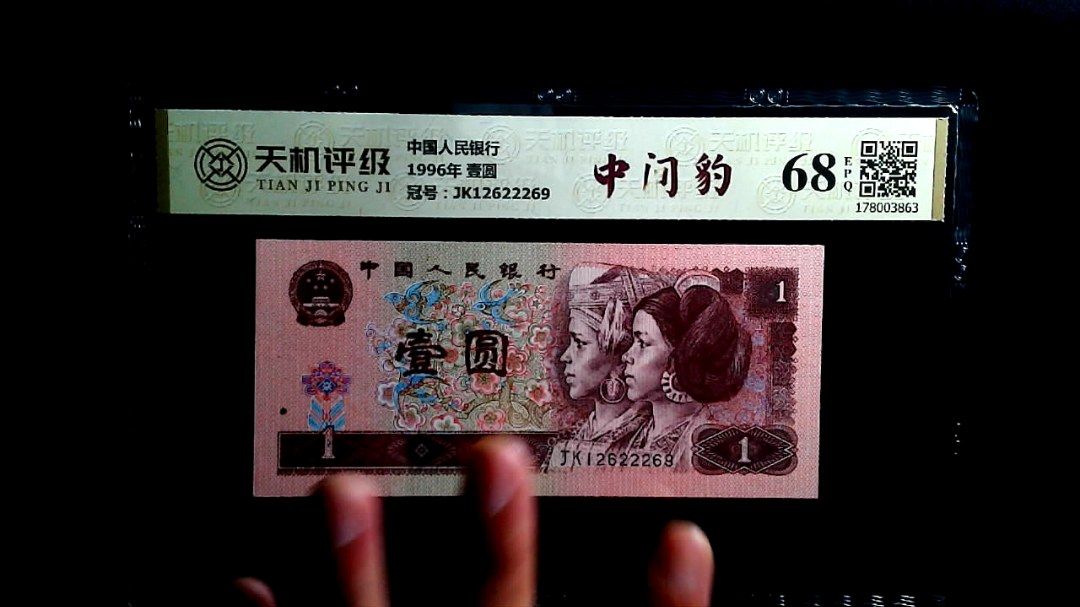 天机评级
TIAN JI PING JI
中国人民银行
1996年 壹圆
冠号：JK12622269
中问豹
68
EPQ
178003863
中国人民银行
1
壹圆
1
JK12622269
1